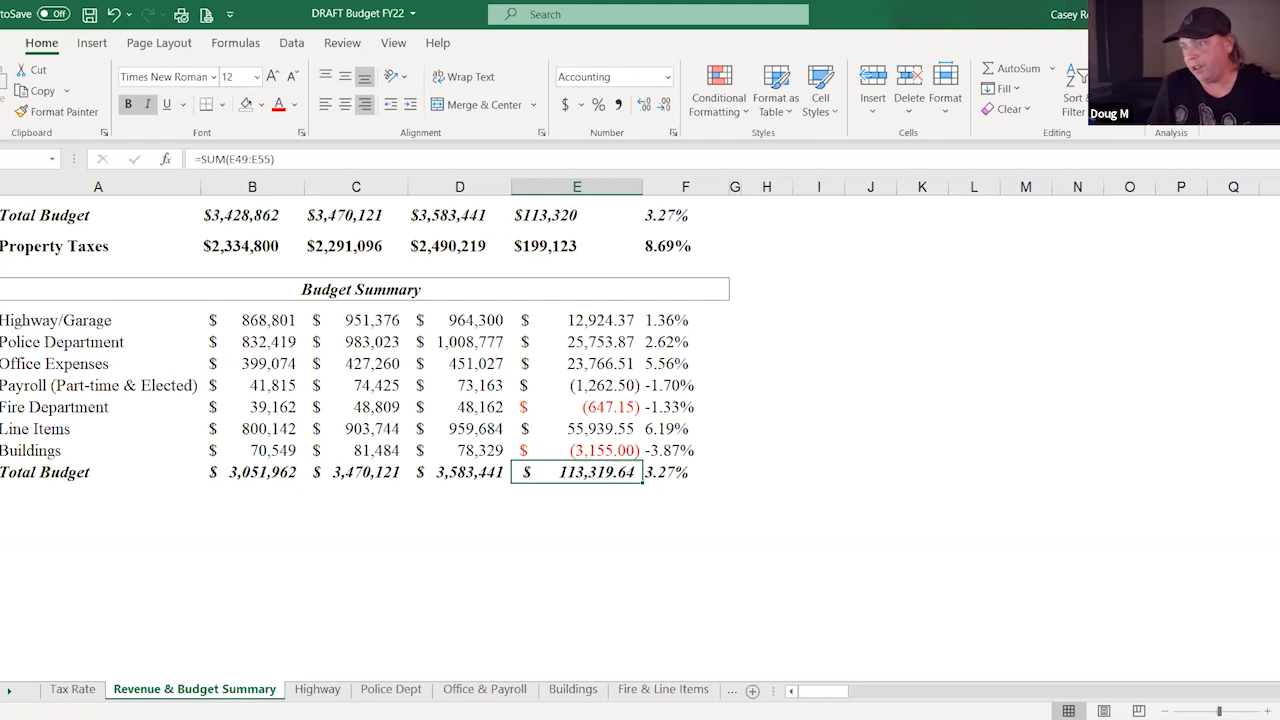 toSave Off DRAFT Budget FY22 Search Casey R
Home Insert Page Layout Formulas Data Review View Help
Cut Times New Roman 12 A A Wrap Text Accounting AutoSum
Copy Fill
Format Painter B I U A Merge & Center $ % 9 Conditional Formatting Format as Table Cell Styles Insert Delete Format Clear Sort Filter
Clipboard Font Alignment Number Styles Cells Editing Analysis
Doug M
fx =SUM(E49:E55)
A B C D E F G H I J K L M N O P Q
Total Budget $3,428,862 $3,470,121 $3,583,441 $113,320 3.27%
Property Taxes $2,334,800 $2,291,096 $2,490,219 $199,123 8.69%
Budget Summary
Highway/Garage $ 868,801 $ 951,376 $ 964,300 $ 12,924.37 1.36%
Police Department $ 832,419 $ 983,023 $ 1,008,777 $ 25,753.87 2.62%
Office Expenses $ 399,074 $ 427,260 $ 451,027 $ 23,766.51 5.56%
Payroll (Part-time & Elected) $ 41,815 $ 74,425 $ 73,163 $ (1,262.50) -1.70%
Fire Department $ 39,162 $ 48,809 $ 48,162 $ (647.15) -1.33%
Line Items $ 800,142 $ 903,744 $ 959,684 $ 55,939.55 6.19%
Buildings $ 70,549 $ 81,484 $ 78,329 $ (3,155.00) -3.87%
Total Budget $ 3,051,962 $ 3,470,121 $ 3,583,441 $ 113,319.64 3.27%
Tax Rate Revenue & Budget Summary Highway Police Dept Office & Payroll Buildings Fire & Line Items ...